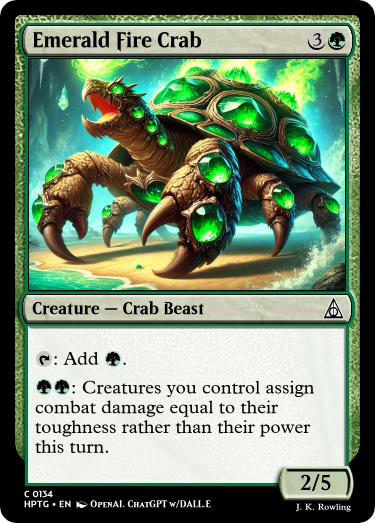 Emerald Fire Crab 3
Creature — Crab Beast
: Add .
: Creatures you control assign
combat damage equal to their
toughness rather than their power
this turn.
2/5
C 0134
HPTG • EN OpenAI. ChatGPT w/DALL.E
J. K. Rowling